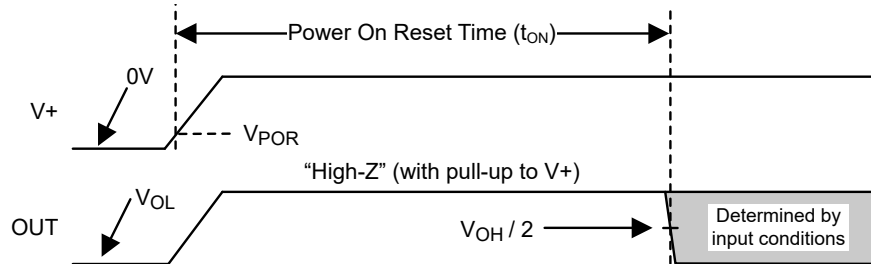 Power On Reset Time (tON)
0V
V+
VPOR
“High-Z” (with pull-up to V+)
VOL
OUT
VOH / 2
Determined by
input conditions